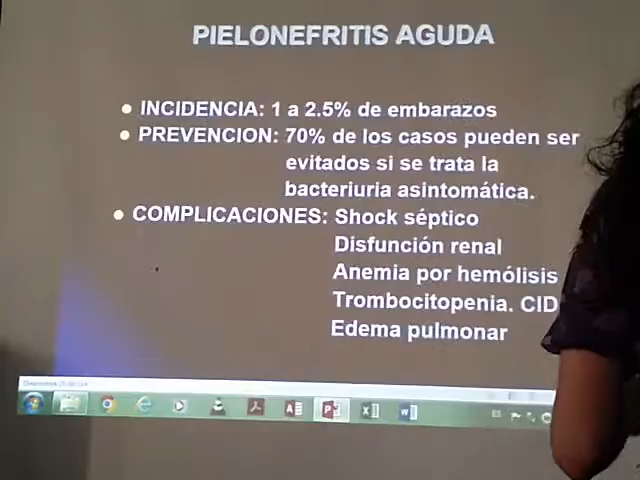 PIELONEFRITIS AGUDA
INCIDENCIA: 1 a 2.5% de embarazos
PREVENCION: 70% de los casos pueden ser
evitados si se trata la
bacteriuria asintomática.
COMPLICACIONES: Shock séptico
Disfunción renal
Anemia por hemólisis
Trombocitopenia. CID
Edema pulmonar